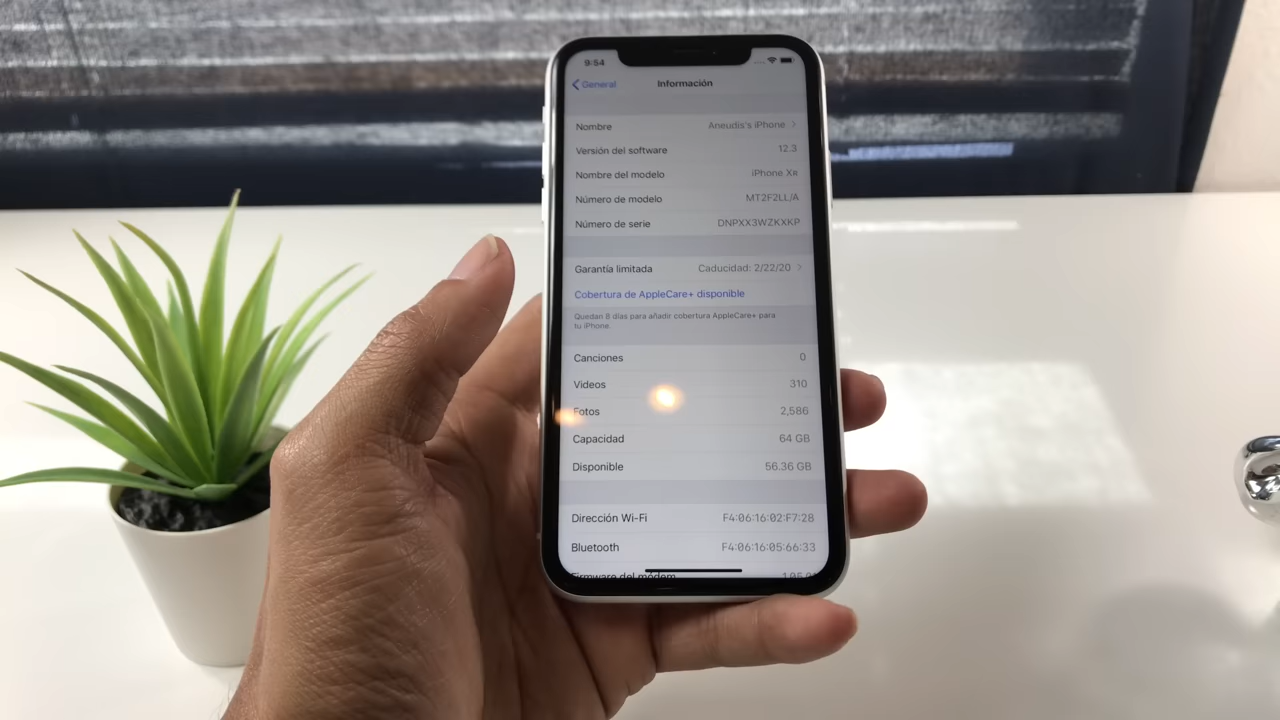 9:54
General Información
Nombre Aneudis's iPhone
Versión del software 12.3
Nombre del modelo iPhone XR
Número de modelo MT2F2LL/A
Número de serie DNPXX3WZKXKP
Garantía limitada Caducidad: 2/22/20
Cobertura de AppleCare+ disponible
Quedan 8 días para añadir cobertura AppleCare+ para
tu iPhone.
Canciones 0
Videos 310
Fotos 2,586
Capacidad 64 GB
Disponible 56.36 GB
Dirección Wi-Fi F4:06:16:02:F7:28
Bluetooth F4:06:16:05:66:33
Firmware del módem